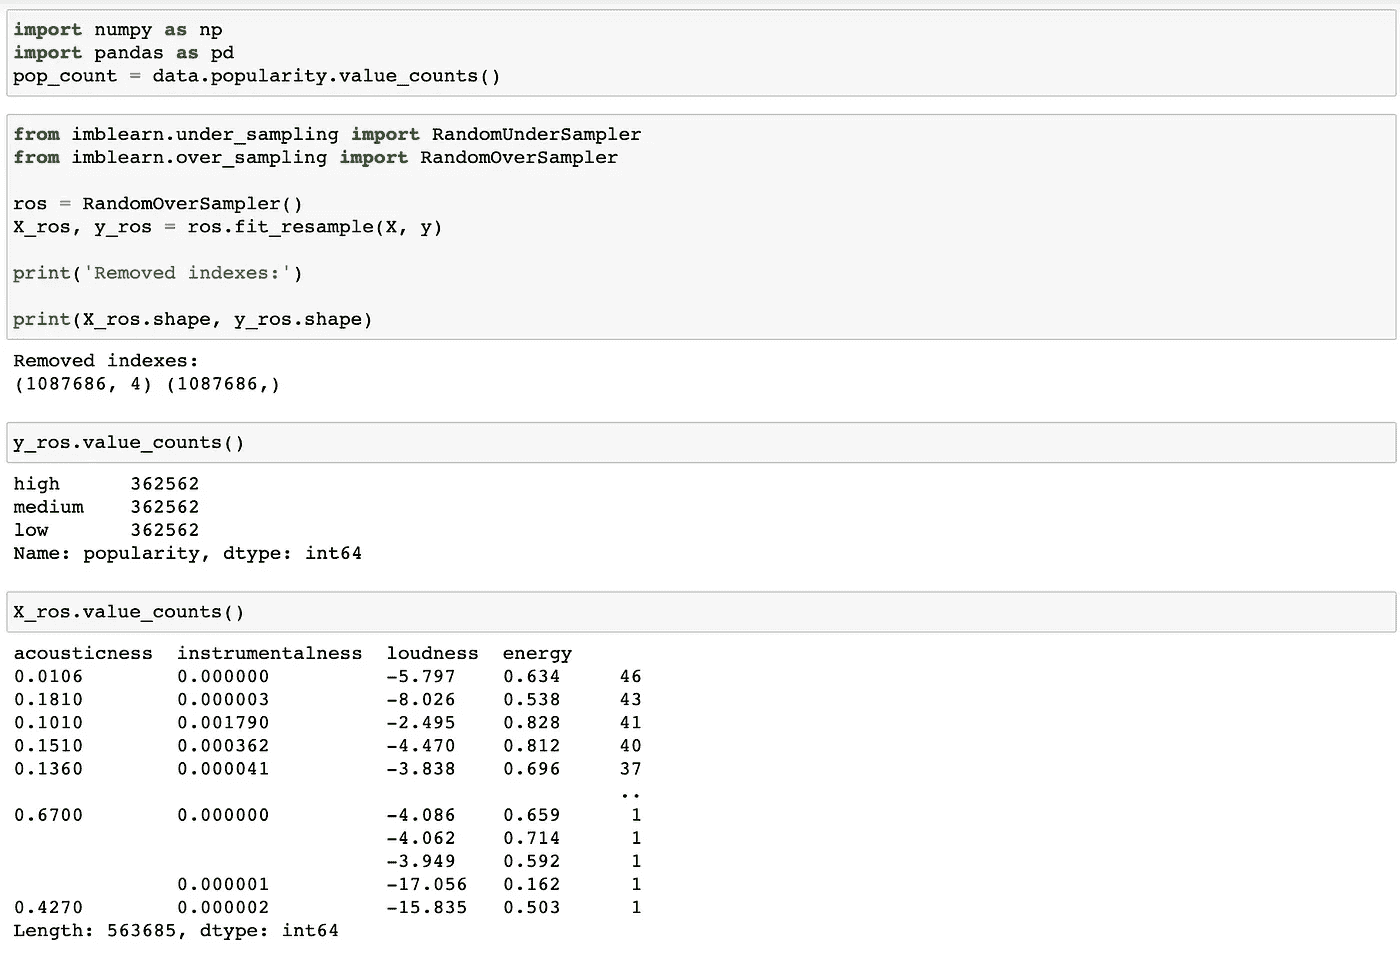 import numpy as np
import pandas as pd
pop_count = data.popularity.value_counts()
from imblearn.under_sampling import RandomUnderSampler
from imblearn.over_sampling import RandomOverSampler
ros = RandomOverSampler()
X_ros, y_ros = ros.fit_resample(X, y)
print('Removed indexes:')
print(X_ros.shape, y_ros.shape)
Removed indexes:
(1087686, 4) (1087686,)
y_ros.value_counts()
high      362562
medium    362562
low       362562
Name: popularity, dtype: int64
X_ros.value_counts()
acousticness  instrumentalness  loudness  energy
0.0106        0.000000          -5.797    0.634     46
0.1810        0.000003          -8.026    0.538     43
0.1010        0.001790          -2.495    0.828     41
0.1510        0.000362          -4.470    0.812     40
0.1360        0.000041          -3.838    0.696     37
                                                    ..
0.6700        0.000000          -4.086    0.659      1
                                -4.062    0.714      1
                                -3.949    0.592      1
              0.000001          -17.056   0.162      1
0.4270        0.000002          -15.835   0.503      1
Length: 563685, dtype: int64